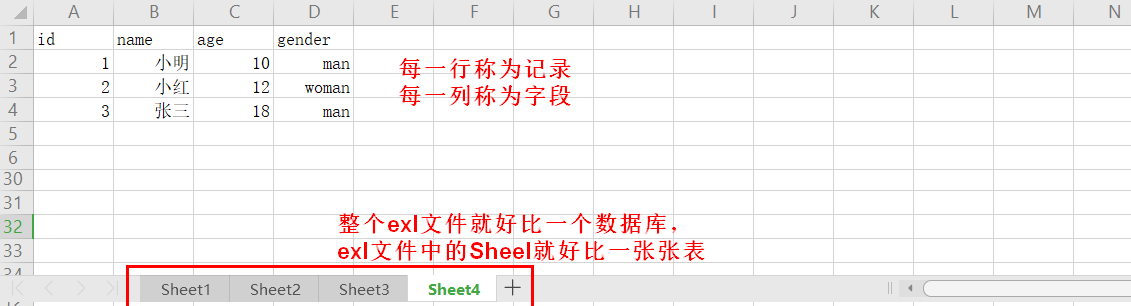 A B C D E F G H I J K L M N
1 id name age gender
2 1 小明 10 man
3 2 小红 12 woman
4 3 张三 18 man
5
6
30
31
32
33
34
每一行称为记录
每一列称为字段
整个exl文件就好比一个数据库，
exl文件中的Sheel就好比一张张表
Sheet1 Sheet2 Sheet3 Sheet4 +